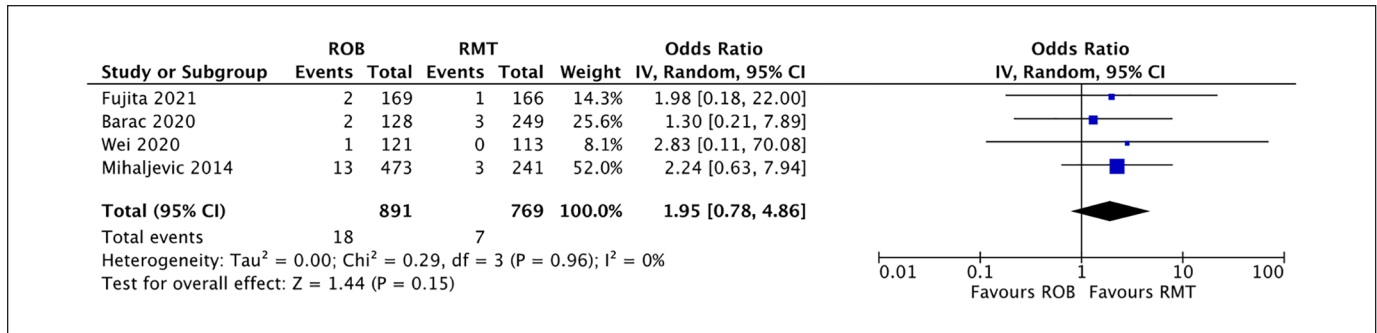 ROB RMT Odds Ratio Odds Ratio
Study or Subgroup Events Total Events Total Weight IV, Random, 95% CI IV, Random, 95% CI
Fujita 2021 2 169 1 166 14.3% 1.98 [0.18, 22.00]
Barac 2020 2 128 3 249 25.6% 1.30 [0.21, 7.89]
Wei 2020 1 121 0 113 8.1% 2.83 [0.11, 70.08]
Mihaljevic 2014 13 473 3 241 52.0% 2.24 [0.63, 7.94]
Total (95% CI) 891 769 100.0% 1.95 [0.78, 4.86]
Total events 18 7
Heterogeneity: Tau² = 0.00; Chi² = 0.29, df = 3 (P = 0.96); I² = 0%
Test for overall effect: Z = 1.44 (P = 0.15)
0.01 0.1 1 10 100
Favours ROB Favours RMT